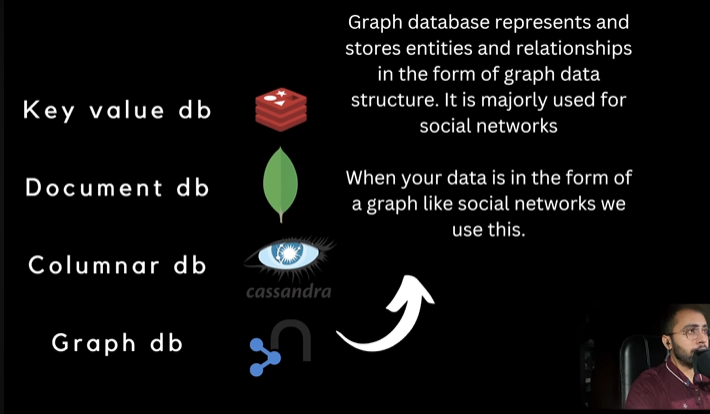 Graph database represents and
stores entities and relationships
in the form of graph data
structure. It is majorly used for
social networks
When your data is in the form of
a graph like social networks we
use this.
Key value db
Document db
Columnar db
cassandra
Graph db